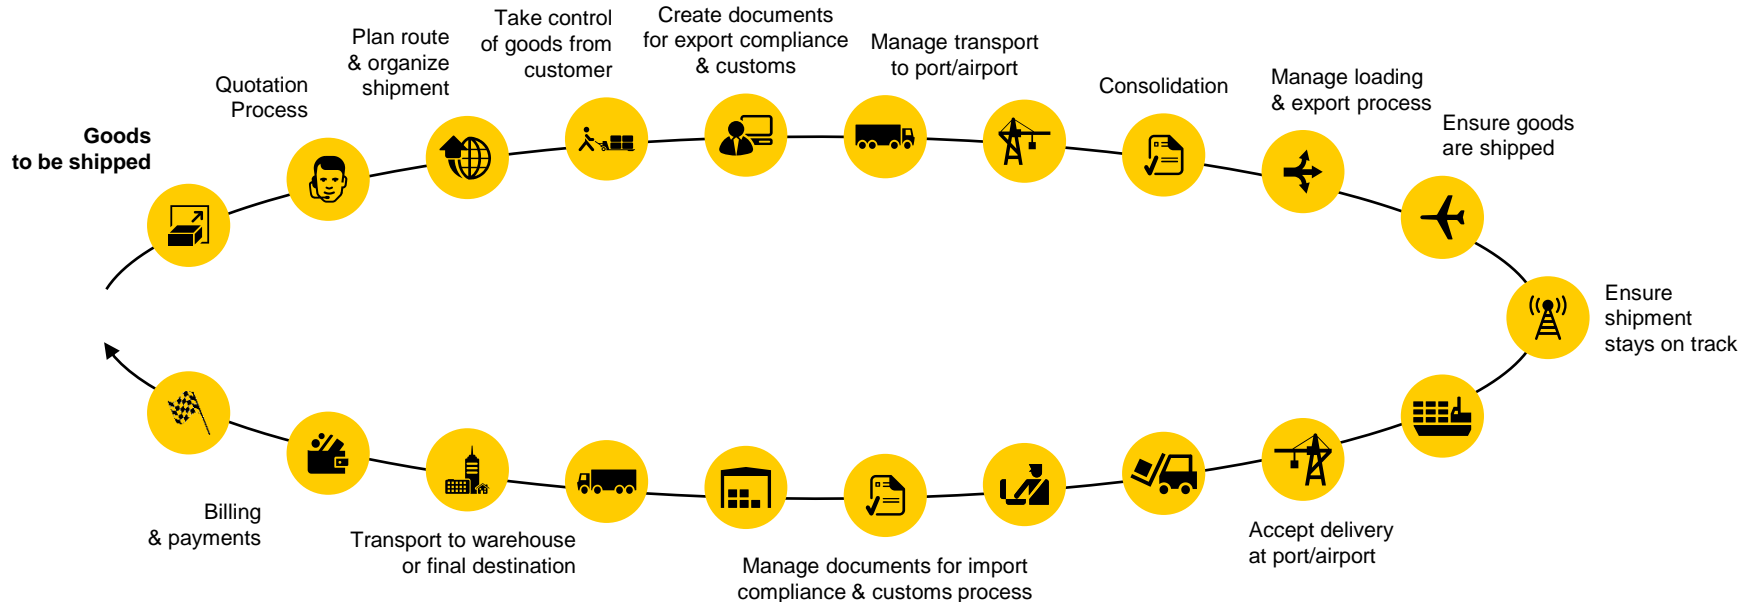 Goods
to be shipped
Quotation
Process
Plan route
& organize
shipment
Take control
of goods from
customer
Create documents
for export compliance
& customs
Manage transport
to port/airport
Consolidation
Manage loading
& export process
Ensure goods
are shipped
Ensure
shipment
stays on track
Accept delivery
at port/airport
Manage documents for import
compliance & customs process
Transport to warehouse
or final destination
Billing
& payments